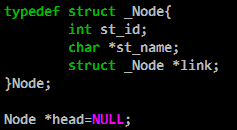 typedef struct _Node{
        int st_id;
        char *st_name;
        struct _Node *link;
}Node;

Node *head=NULL;